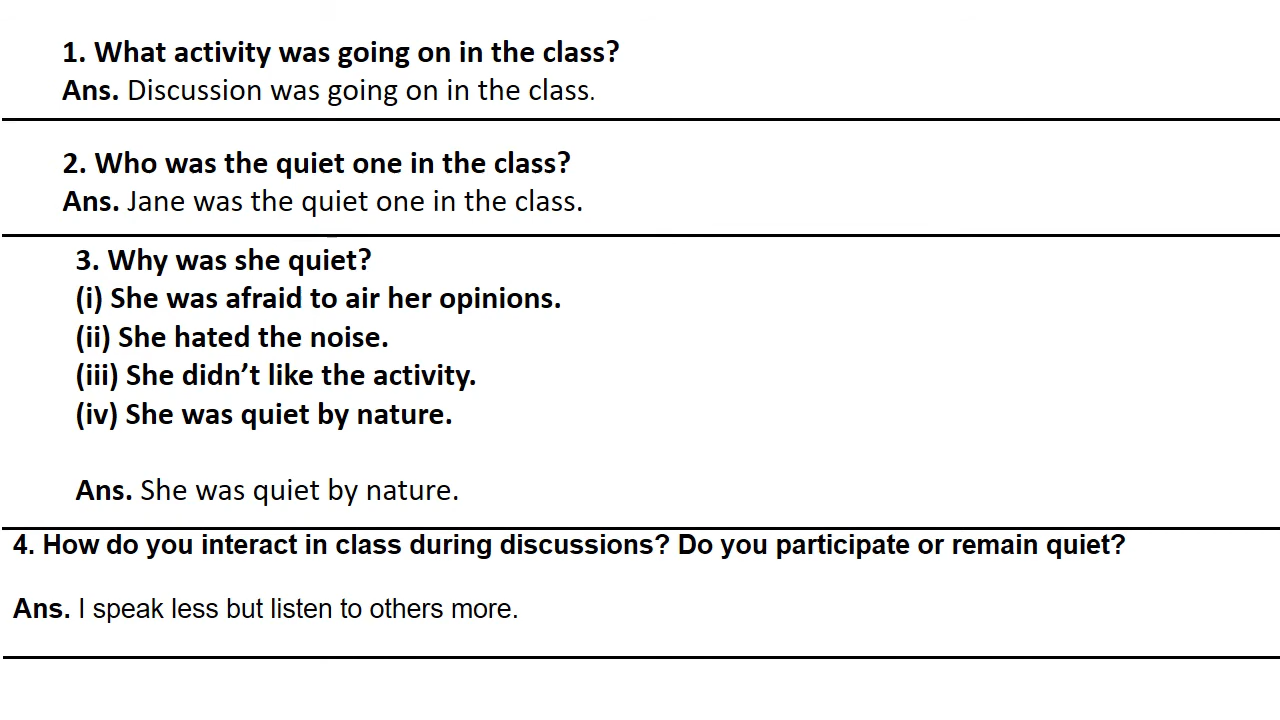 1. What activity was going on in the class?
Ans. Discussion was going on in the class.
2. Who was the quiet one in the class?
Ans. Jane was the quiet one in the class.
3. Why was she quiet?
(i) She was afraid to air her opinions.
(ii) She hated the noise.
(iii) She didn’t like the activity.
(iv) She was quiet by nature.
Ans. She was quiet by nature.
4. How do you interact in class during discussions? Do you participate or remain quiet?
Ans. I speak less but listen to others more.